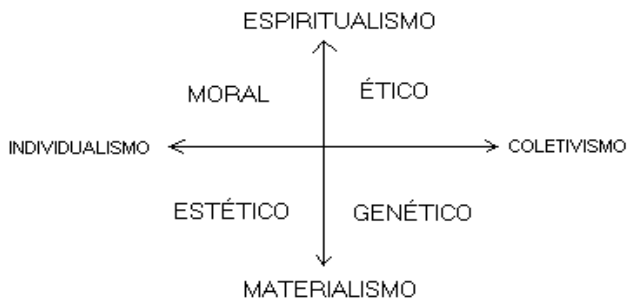 ESPIRITUALISMO
MORAL ÉTICO
INDIVIDUALISMO COLETIVISMO
ESTÉTICO GENÉTICO
MATERIALISMO